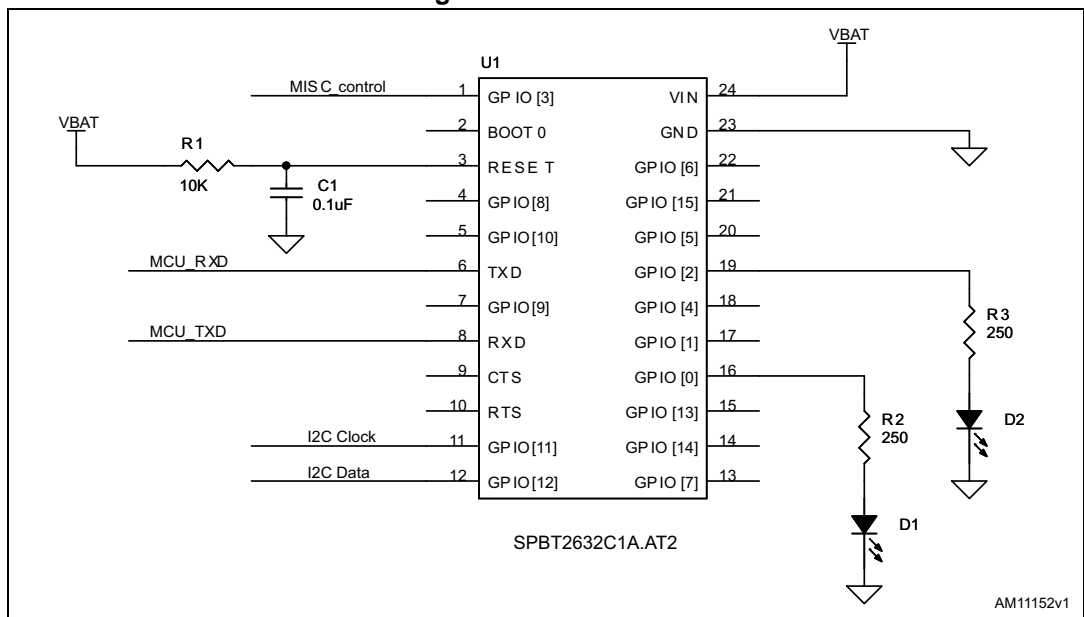 VBAT
U1
MISC_control
1
GPIO [3]
VIN
24
VBAT
2
BOOT 0
GND
23
R1
10K
3
RESET
GPIO [6]
22
C1
0.1uF
4
GPIO[8]
GPIO [15]
21
5
GPIO[10]
GPIO [5]
20
MCU_RXD
6
TXD
GPIO [2]
19
7
GPIO[9]
GPIO [4]
18
R3
250
MCU_TXD
8
RXD
GPIO [1]
17
9
CTS
GPIO [0]
16
10
RTS
GPIO [13]
15
R2
250
D2
I2C Clock
11
GPIO[11]
GPIO [14]
14
I2C Data
12
GPIO[12]
GPIO [7]
13
D1
SPBT2632C1A.AT2
AM11152v1